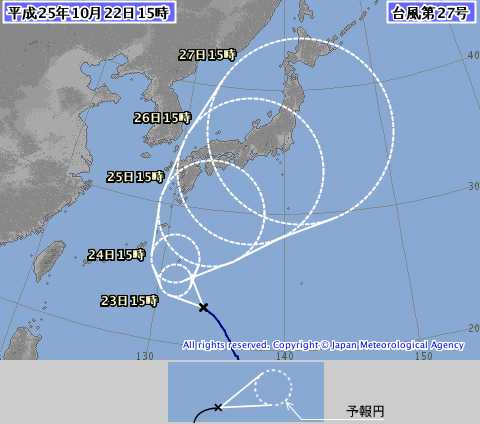 平成25年10月22日15時
台風第27号
27日15時
40
26日15時
25日15時
30
24日15時
23日15時
20
All rights reserved. Copyright © Japan Meteorological Agency
130
140
150
予報円